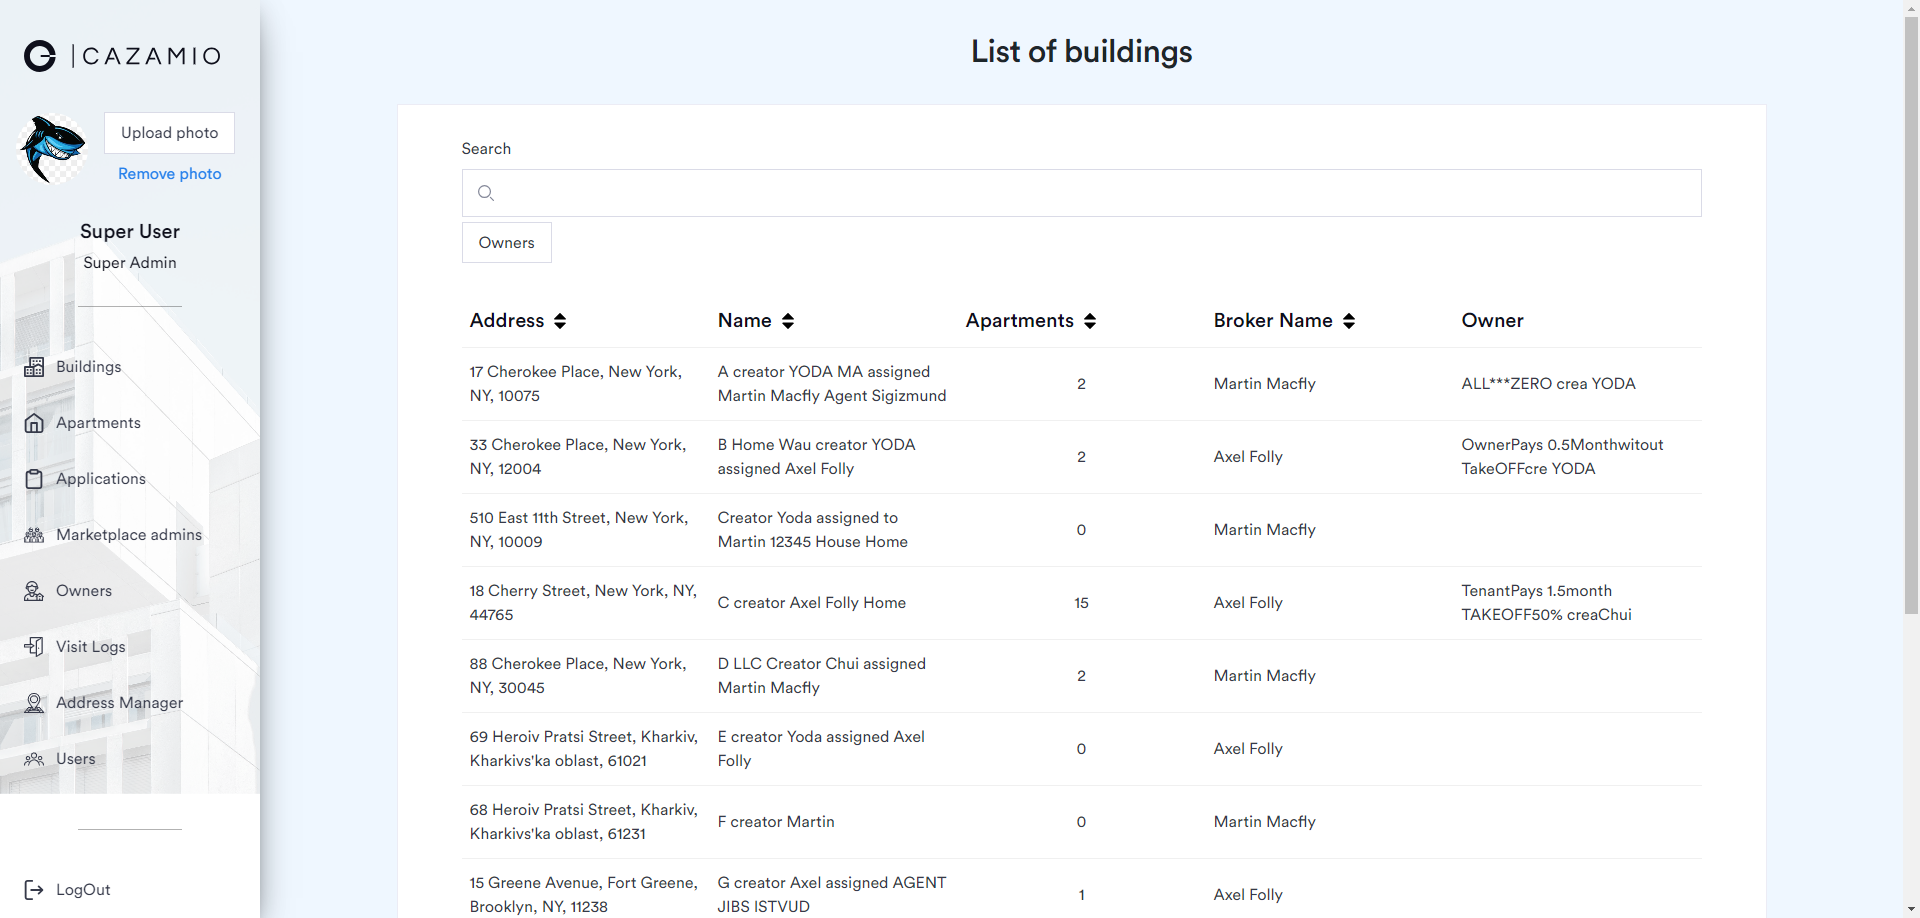 CAZAMIO
Upload photo
Remove photo
Super User
Super Admin
Buildings
Apartments
Applications
Marketplace admins
Owners
Visit Logs
Address Manager
Users
LogOut
List of buildings
Search
Owners
Address
Name
Apartments
Broker Name
Owner
17 Cherokee Place, New York,
NY, 10075
A creator YODA MA assigned
Martin Macfly Agent Sigizmund
2
Martin Macfly
ALL***ZERO crea YODA
33 Cherokee Place, New York,
NY, 12004
B Home Wau creator YODA
assigned Axel Folly
2
Axel Folly
OwnerPays 0.5Monthwitout
TakeOFFcre YODA
510 East 11th Street, New York,
NY, 10009
Creator Yoda assigned to
Martin 12345 House Home
0
Martin Macfly
18 Cherry Street, New York, NY,
44765
C creator Axel Folly Home
15
Axel Folly
TenantPays 1.5month
TAKEOFF50% creaChui
88 Cherokee Place, New York,
NY, 30045
D LLC Creator Chui assigned
Martin Macfly
2
Martin Macfly
69 Heroiv Pratsi Street, Kharkiv,
Kharkivs'ka oblast, 61021
E creator Yoda assigned Axel
Folly
0
Axel Folly
68 Heroiv Pratsi Street, Kharkiv,
Kharkivs'ka oblast, 61231
F creator Martin
0
Martin Macfly
15 Greene Avenue, Fort Greene,
Brooklyn, NY, 11238
G creator Axel assigned AGENT
JIBS ISTVUD
1
Axel Folly